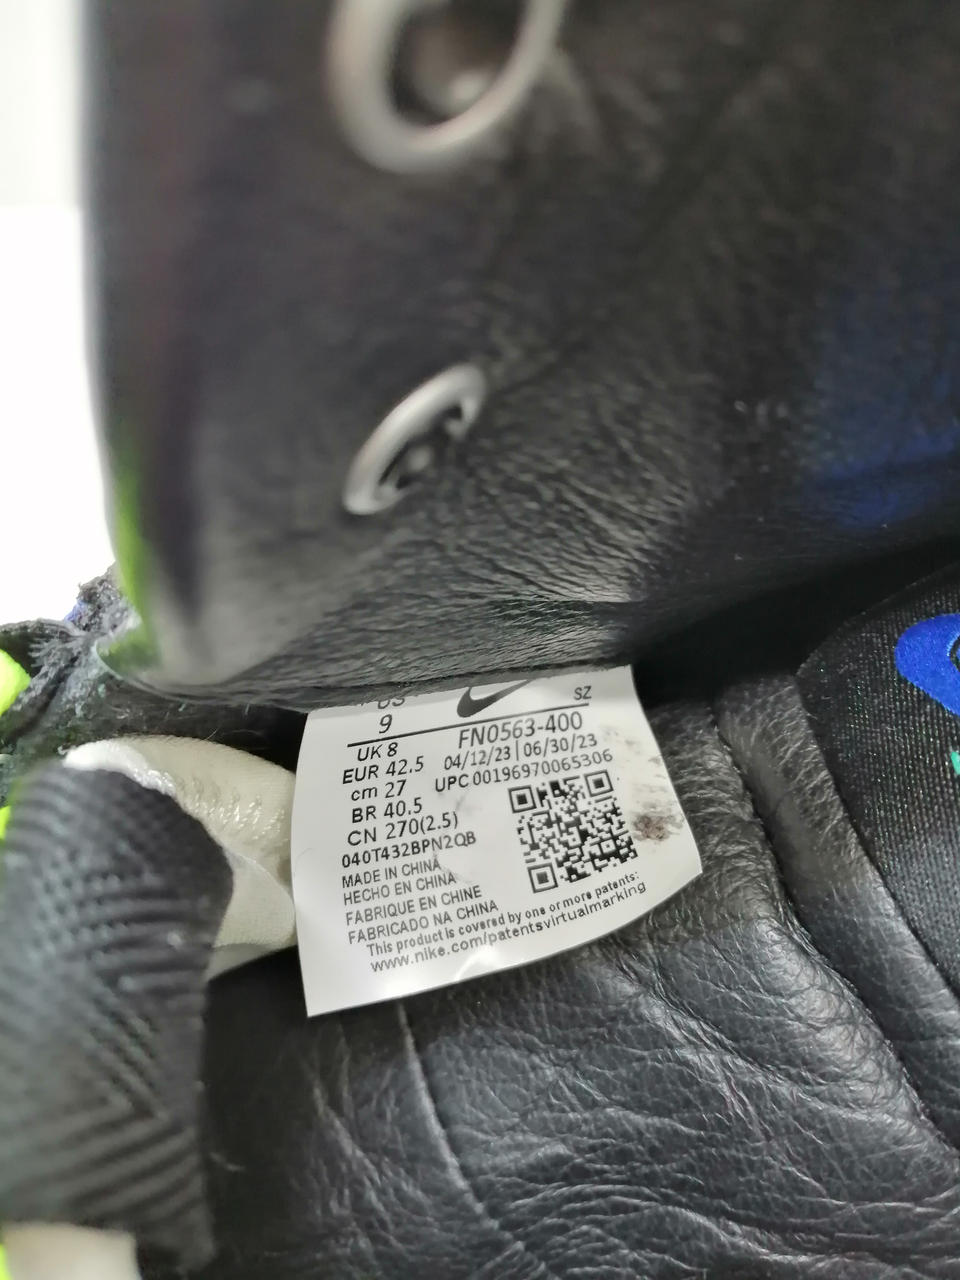 US
SZ
9
UK 8
EUR 42.5
cm 27
BR 40.5
CN 270(2.5)
FN0563-400
04/12/23 | 06/30/23
UPC 00196970065306
040T432BPN2QB
MADE IN CHINA
HECHO EN CHINA
FABRIQUE EN CHINE
FABRICADO NA CHINA
This product is covered by one or more patents:
www.nike.com/patentsvirtualmarking